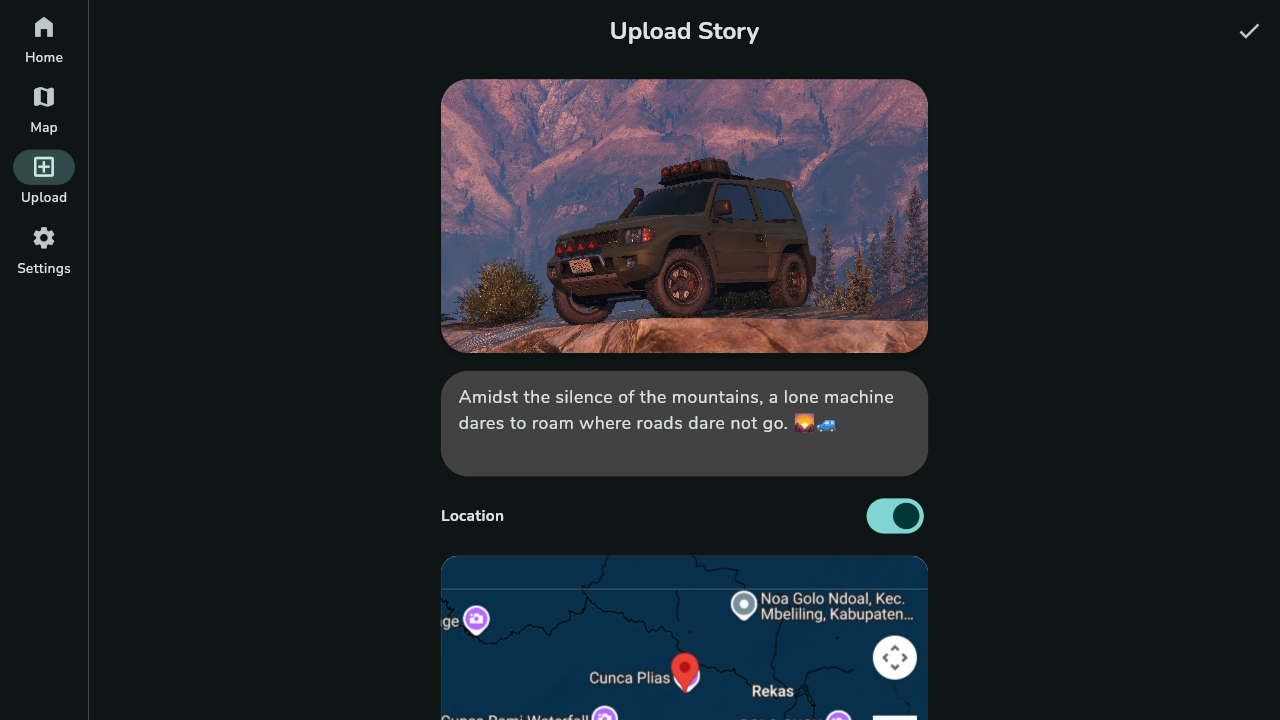 Home
Map
Upload
Settings
Upload Story
Amidst the silence of the mountains, a lone machine
dares to roam where roads dare not go. 🌄🚙
Location
Noa Golo Ndoal, Kec.
Mbeliling, Kabupaten...
ge
Cunca Plias
Rekas